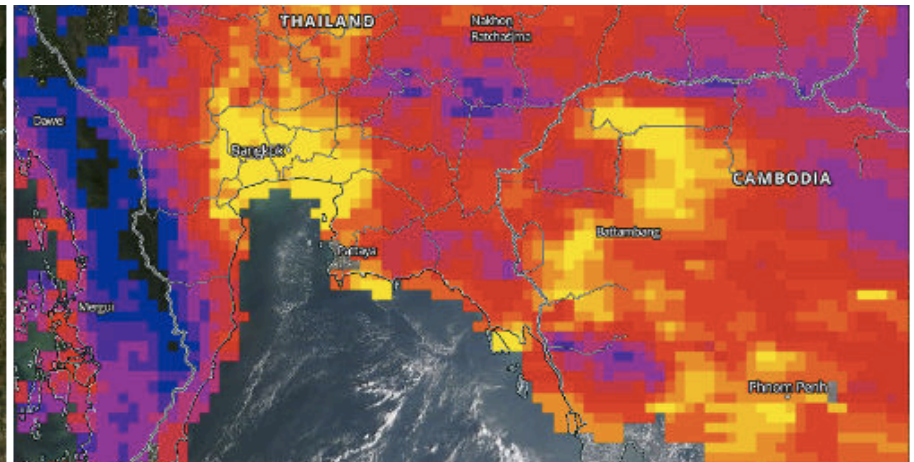 THAILAND
Nakhon
Ratchasima
Dawei
Bangkok
CAMBODIA
Battambang
Pattaya
Mergui
Phnom Penh